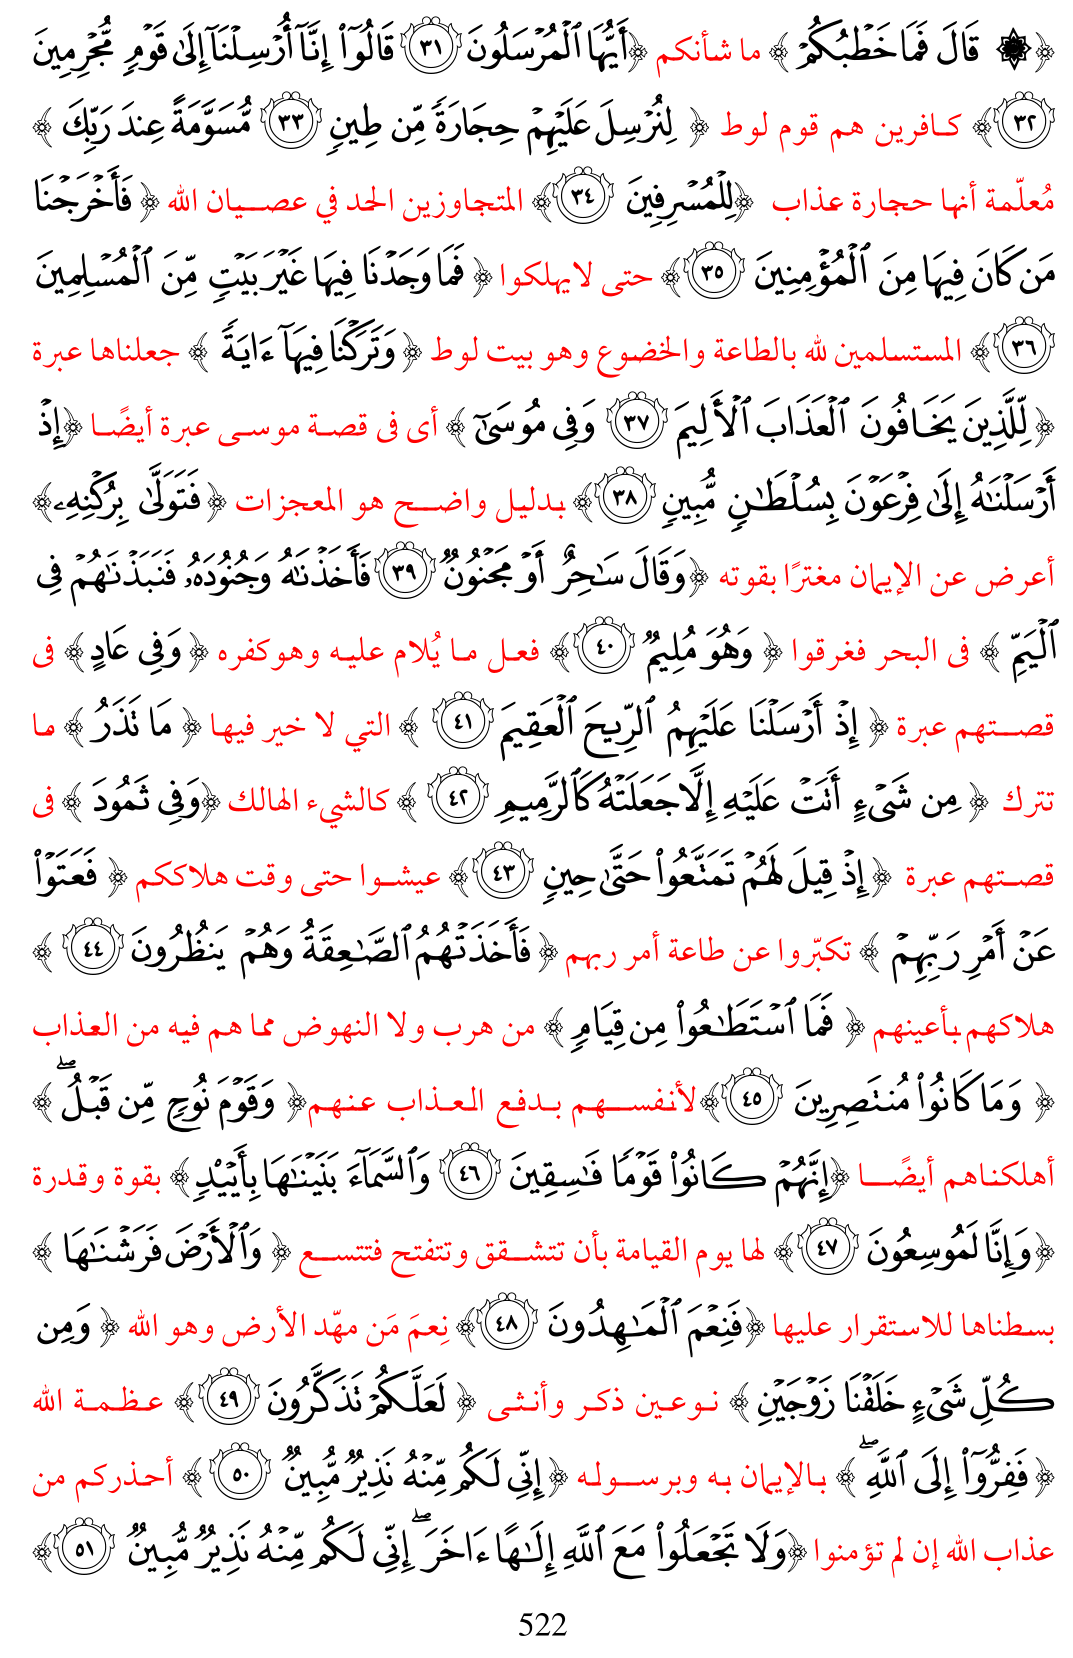 ﴿ ۞ قَالَ فَمَا خَطْبُكُمْ ﴾ ما شأنكم ﴿أَيُّهَا ٱلْمُرْسَلُونَ ٣١ قَالُوٓا۟ إِنَّآ أُرْسِلْنَآ إِلَىٰ قَوْمٍ مُّجْرِمِينَ
٣٢﴾ كافرين هم قوم لوط ﴿ لِنُرْسِلَ عَلَيْهِمْ حِجَارَةً مِّن طِينٍ ٣٣ مُّسَوَّمَةً عِندَ رَبِّكَ ﴾
مُعلّمة أنها حجارة عذاب ﴿لِلْمُسْرِفِينَ ٣٤﴾ المتجاوزين الحد في عصيان الله ﴿ فَأَخْرَجْنَا
مَن كَانَ فِيهَا مِنَ ٱلْمُؤْمِنِينَ ٣٥﴾ حتى لايهلكوا ﴿ فَمَا وَجَدْنَا فِيهَا غَيْرَ بَيْتٍ مِّنَ ٱلْمُسْلِمِينَ
٣٦﴾ المستسلمين لله بالطاعة والخضوع وهو بيت لوط ﴿ وَتَرَكْنَا فِيهَآ ءَايَةً ﴾ جعلناها عبرة
﴿ لِّلَّذِينَ يَخَافُونَ ٱلْعَذَابَ ٱلْأَلِيمَ ٣٧ وَفِى مُوسَىٰٓ ﴾ أى فى قصة موسى عبرة أيضًا ﴿إِذْ
أَرْسَلْنَٰهُ إِلَىٰ فِرْعَوْنَ بِسُلْطَٰنٍ مُّبِينٍ ٣٨﴾ بدليل واضح هو المعجزات ﴿ فَتَوَلَّىٰ بِرُكْنِهِۦ﴾
أعرض عن الإيمان مغترًا بقوته ﴿وَقَالَ سَٰحِرٌ أَوْ مَجْنُونٌ ٣٩ فَأَخَذْنَٰهُ وَجُنُودَهُۥ فَنَبَذْنَٰهُمْ فِى
ٱلْيَمِّ ﴾ فى البحر فغرقوا ﴿ وَهُوَ مُلِيمٌ ٤٠﴾ فعل ما يُلام عليه وهوكفره ﴿ وَفِى عَادٍ﴾ فى
قصتهم عبرة ﴿ إِذْ أَرْسَلْنَا عَلَيْهِمُ ٱلرِّيحَ ٱلْعَقِيمَ ٤١ ﴾ التي لا خير فيها ﴿ مَا تَذَرُ ﴾ ما
تترك ﴿ مِن شَىْءٍ أَتَتْ عَلَيْهِ إِلَّا جَعَلَتْهُ كَٱلرَّمِيمِ ٤٢ ﴾ كالشيء الهالك ﴿وَفِى ثَمُودَ ﴾ فى
قصتهم عبرة ﴿إِذْ قِيلَ لَهُمْ تَمَتَّعُوا۟ حَتَّىٰ حِينٍ ٤٣﴾ عيشوا حتى وقت هلاككم ﴿ فَعَتَوْا۟
عَنْ أَمْرِ رَبِّهِمْ ﴾ تكبّروا عن طاعة أمر ربهم ﴿ فَأَخَذَتْهُمُ ٱلصَّٰعِقَةُ وَهُمْ يَنظُرُونَ ٤٤ ﴾
هلاكهم بأعينهم ﴿ فَمَا ٱسْتَطَٰعُوا۟ مِن قِيَامٍ ﴾ من هرب ولا النهوض مما هم فيه من العذاب
﴿ وَمَا كَانُوا۟ مُنتَصِرِينَ ٤٥ ﴾لأنفسهم بدفع العذاب عنهم﴿ وَقَوْمَ نُوحٍ مِّن قَبْلُ ۖ ﴾
أهلكناهم أيضًا ﴿إِنَّهُمْ كَانُوا۟ قَوْمًا فَٰسِقِينَ ٤٦ وَٱلسَّمَآءَ بَنَيْنَٰهَا بِأَيْي۟دٍ﴾ بقوة وقدرة
﴿وَإِنَّا لَمُوسِعُونَ ٤٧﴾ لها يوم القيامة بأن تتشقق وتتفتح فتتسع ﴿ وَٱلْأَرْضَ فَرَشْنَٰهَا ﴾
بسطناها للاستقرار عليها ﴿فَنِعْمَ ٱلْمَٰهِدُونَ ٤٨﴾ نِعمَ مَن مهّد الأرض وهو الله ﴿ وَمِن
كُلِّ شَىْءٍ خَلَقْنَا زَوْجَيْنِ ﴾ نوعين ذكر وأنثى ﴿ لَعَلَّكُمْ تَذَكَّرُونَ ٤٩ ﴾ عظمة الله
﴿ فَفِرُّوٓا۟ إِلَى ٱللَّهِ ۖ ﴾ بالإيمان به وبرسوله ﴿إِنِّى لَكُم مِّنْهُ نَذِيرٌ مُّبِينٌ ٥٠ ﴾ أحذركم من
عذاب الله إن لم تؤمنوا ﴿وَلَا تَجْعَلُوا۟ مَعَ ٱللَّهِ إِلَٰهًا ءَاخَرَ ۖ إِنِّى لَكُم مِّنْهُ نَذِيرٌ مُّبِينٌ ٥١﴾
522